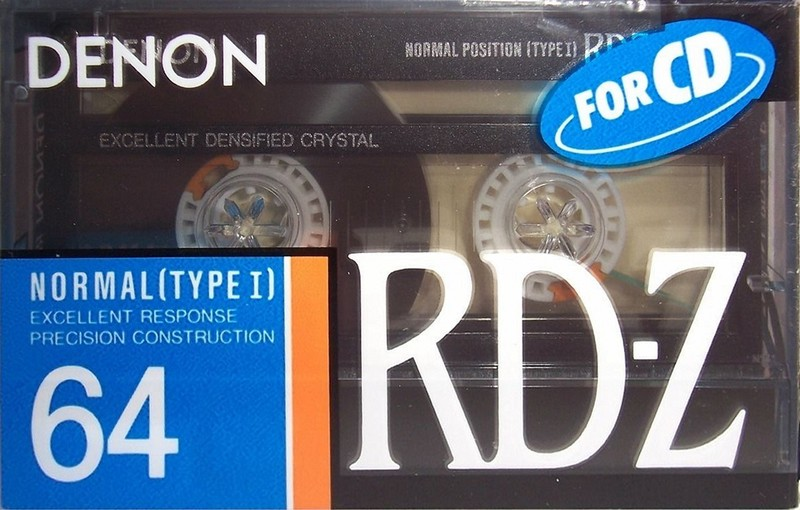 DENON
NORMAL POSITION (TYPE I)
FOR CD
EXCELLENT DENSIFIED CRYSTAL
NORMAL (TYPE I)
EXCELLENT RESPONSE
PRECISION CONSTRUCTION
64
RD-Z